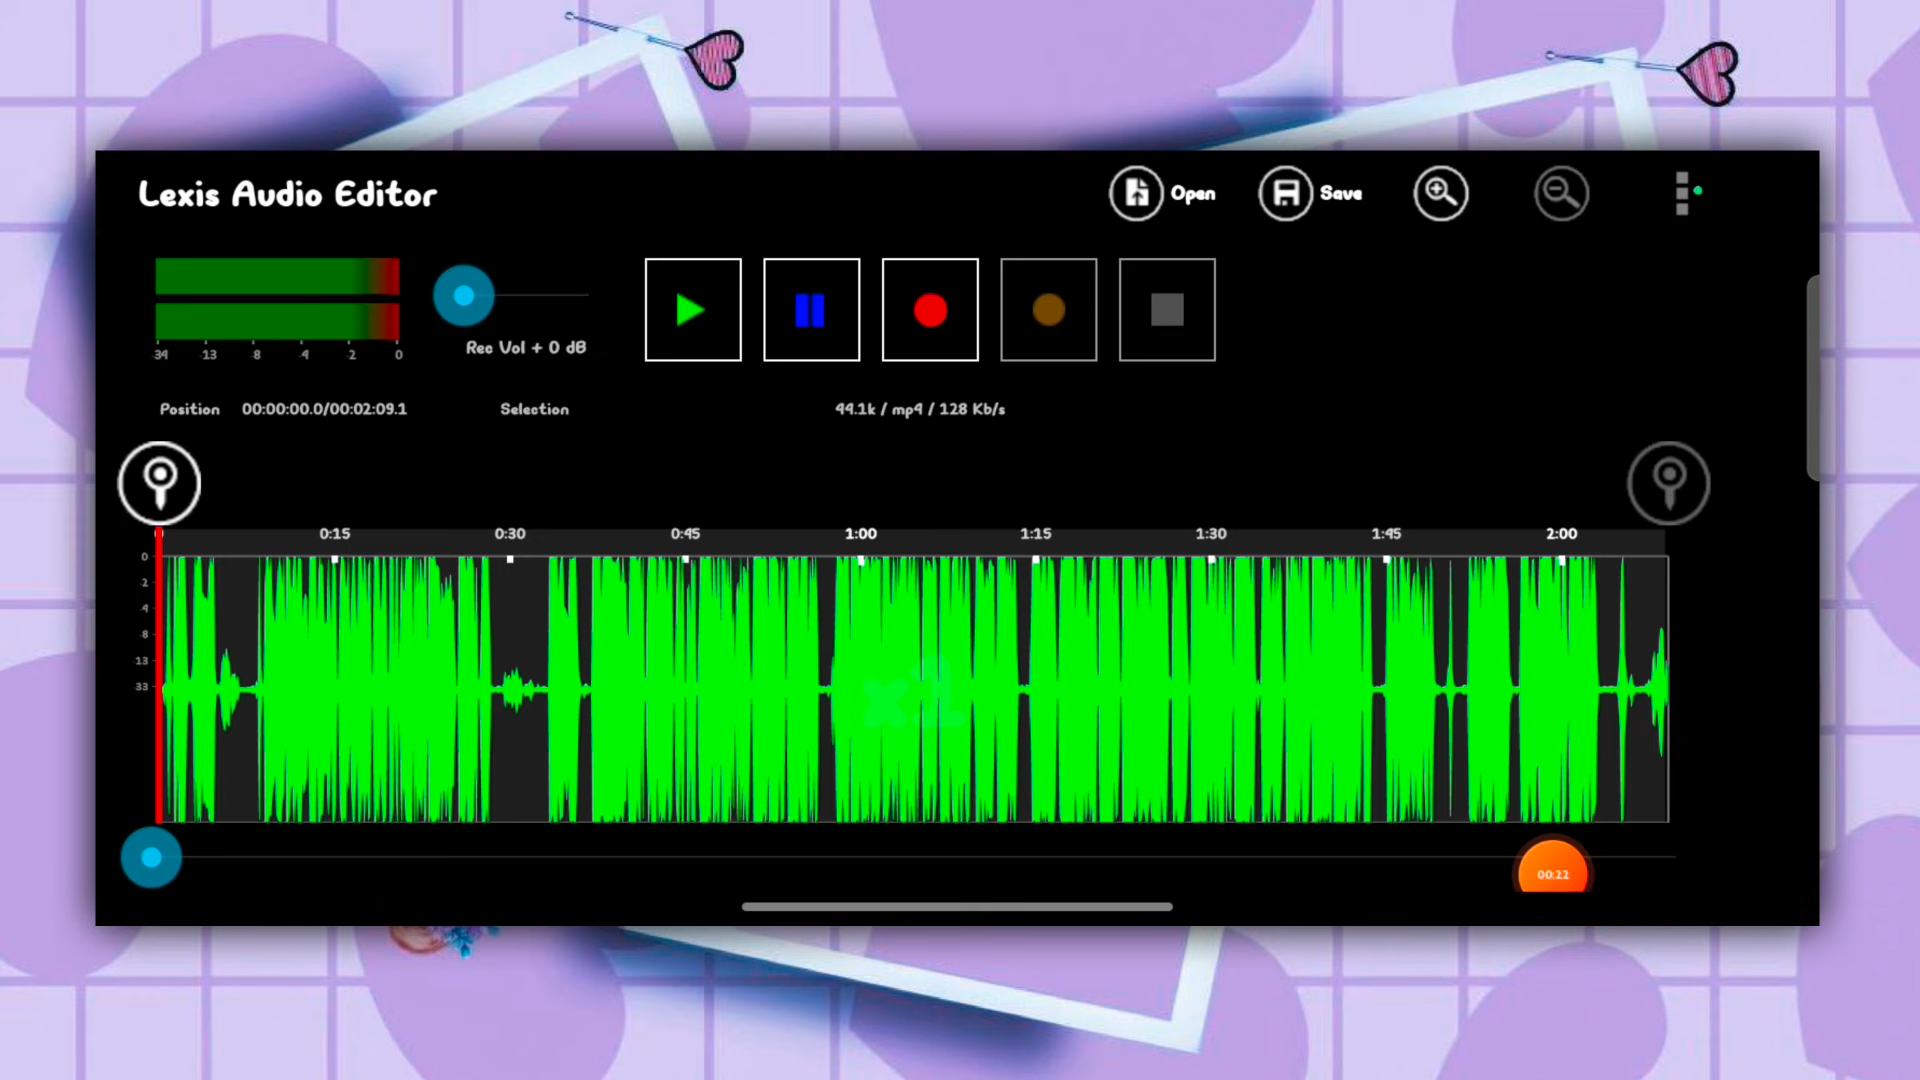 Lexis Audio Editor
Open
Save
34 13 8 4 2 0
Rec Vol + 0 dB
Position 00:00:00.0/00:02:09.1 Selection 44.1k / mp4 / 128 Kb/s
0:15 0:30 0:45 1:00 1:15 1:30 1:45 2:00
0
2
4
8
13
33
x1
00:22